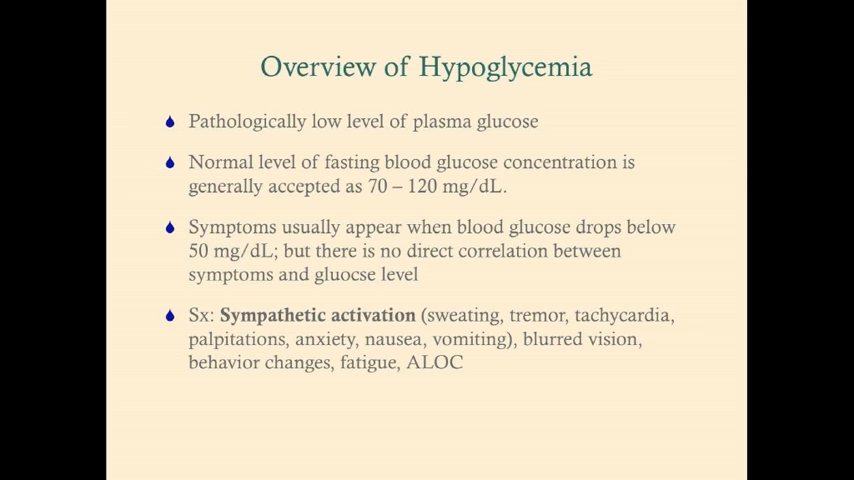 Overview of Hypoglycemia
Pathologically low level of plasma glucose
Normal level of fasting blood glucose concentration is
generally accepted as 70 – 120 mg/dL.
Symptoms usually appear when blood glucose drops below
50 mg/dL; but there is no direct correlation between
symptoms and gluocse level
Sx: Sympathetic activation (sweating, tremor, tachycardia,
palpitations, anxiety, nausea, vomiting), blurred vision,
behavior changes, fatigue, ALOC